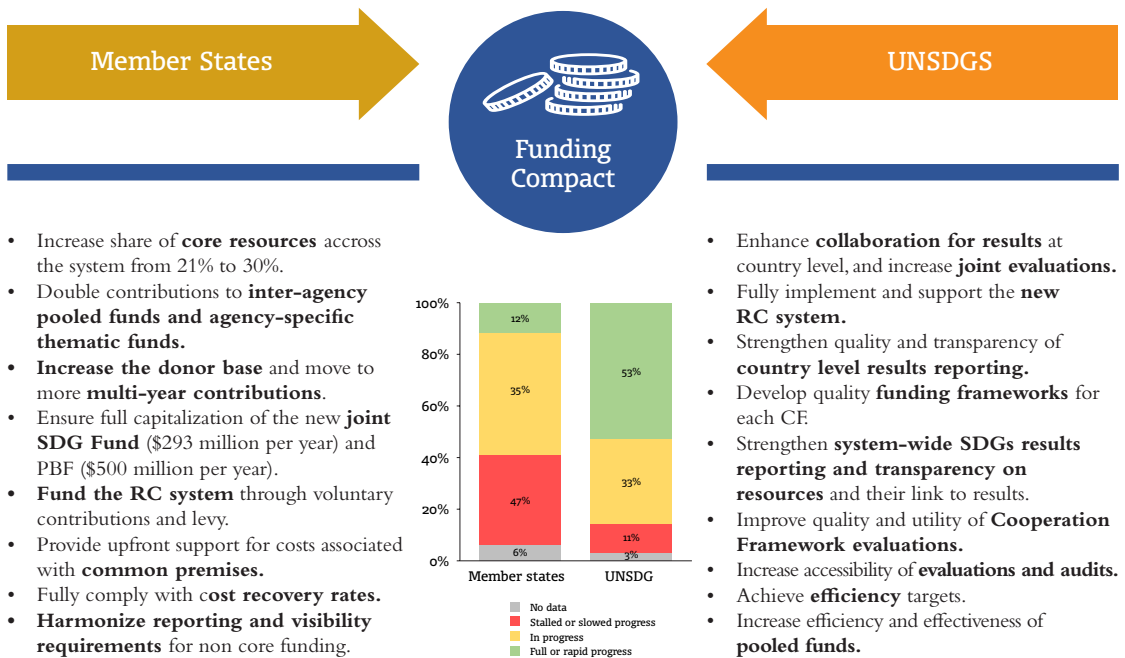 Member States
Funding
Compact
UNSDGS
• Increase share of core resources accross
the system from 21% to 30%.
• Double contributions to inter-agency
pooled funds and agency-specific
thematic funds.
• Increase the donor base and move to
more multi-year contributions.
• Ensure full capitalization of the new joint
SDG Fund ($293 million per year) and
PBF ($500 million per year).
• Fund the RC system through voluntary
contributions and levy.
• Provide upfront support for costs associated
with common premises.
• Fully comply with cost recovery rates.
• Harmonize reporting and visibility
requirements for non core funding.
100%
80%
60%
40%
20%
0%
12%
35%
47%
6%
53%
33%
11%
3%
Member states
UNSDG
No data
Stalled or slowed progress
In progress
Full or rapid progress
• Enhance collaboration for results at
country level, and increase joint evaluations.
• Fully implement and support the new
RC system.
• Strengthen quality and transparency of
country level results reporting.
• Develop quality funding frameworks for
each CF.
• Strengthen system-wide SDGs results
reporting and transparency on
resources and their link to results.
• Improve quality and utility of Cooperation
Framework evaluations.
• Increase accessibility of evaluations and audits.
• Achieve efficiency targets.
• Increase efficiency and effectiveness of
pooled funds.